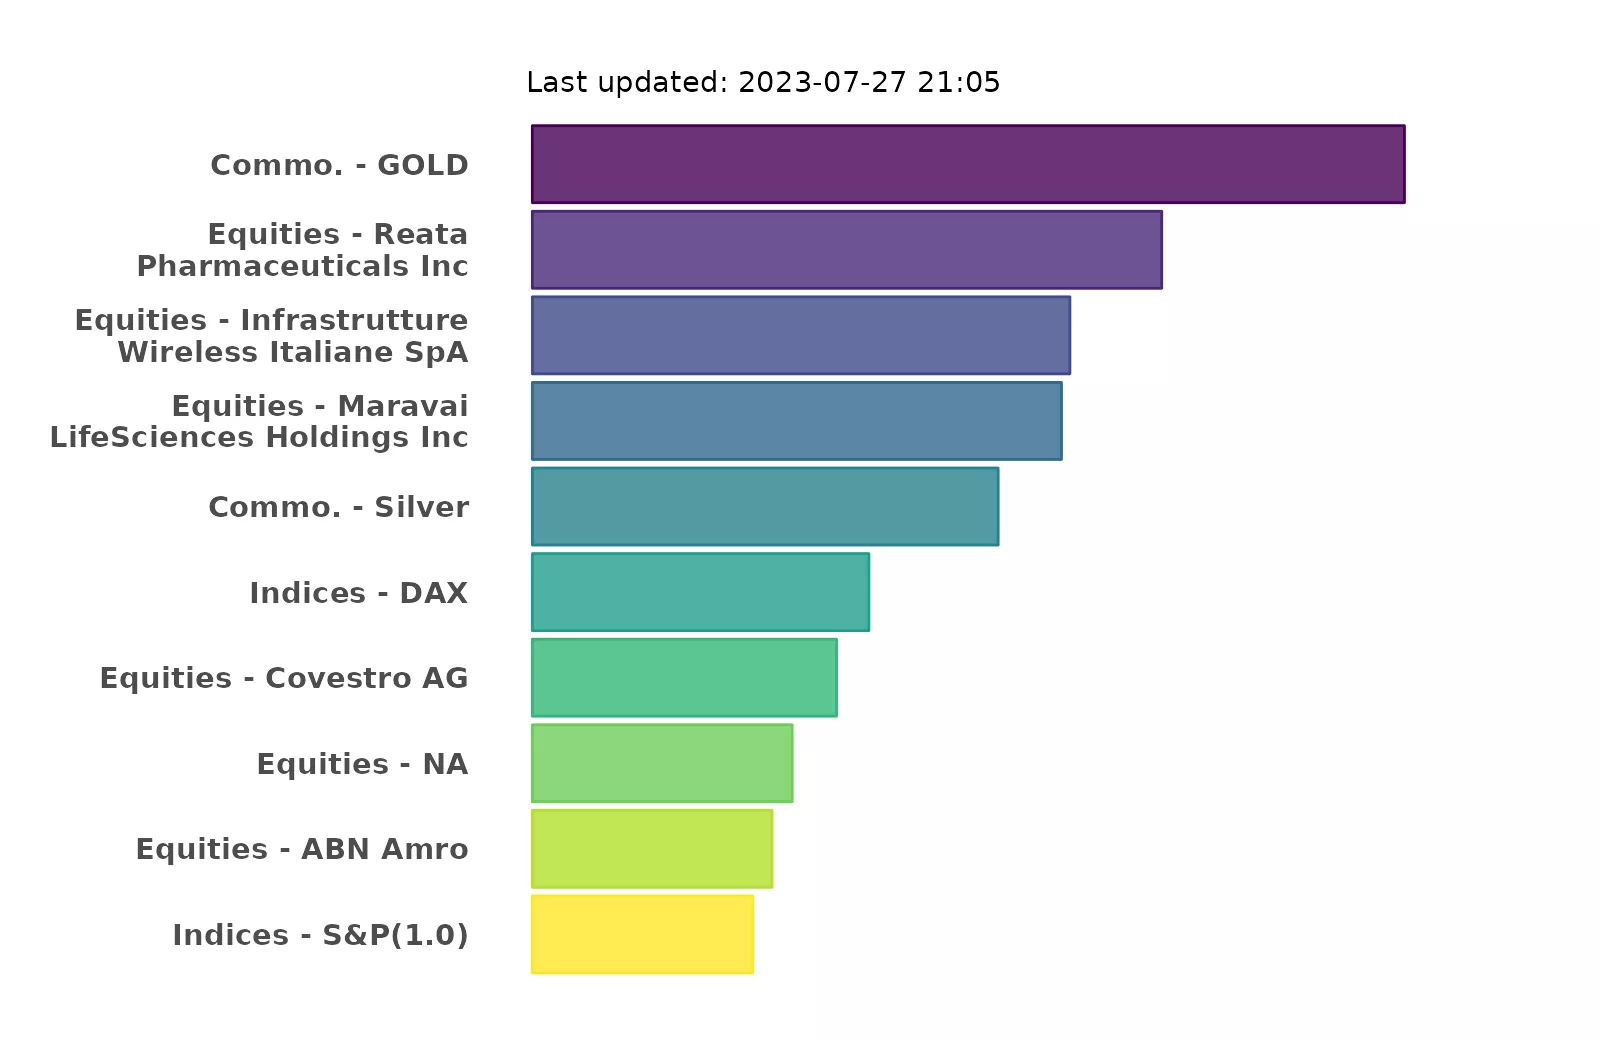 Last updated: 2023-07-27 21:05
Commo. - GOLD
Equities - Reata
Pharmaceuticals Inc
Equities - Infrastrutture
Wireless Italiane SpA
Equities - Maravai
LifeSciences Holdings Inc
Commo. - Silver
Indices - DAX
Equities - Covestro AG
Equities - NA
Equities - ABN Amro
Indices - S&P(1.0)